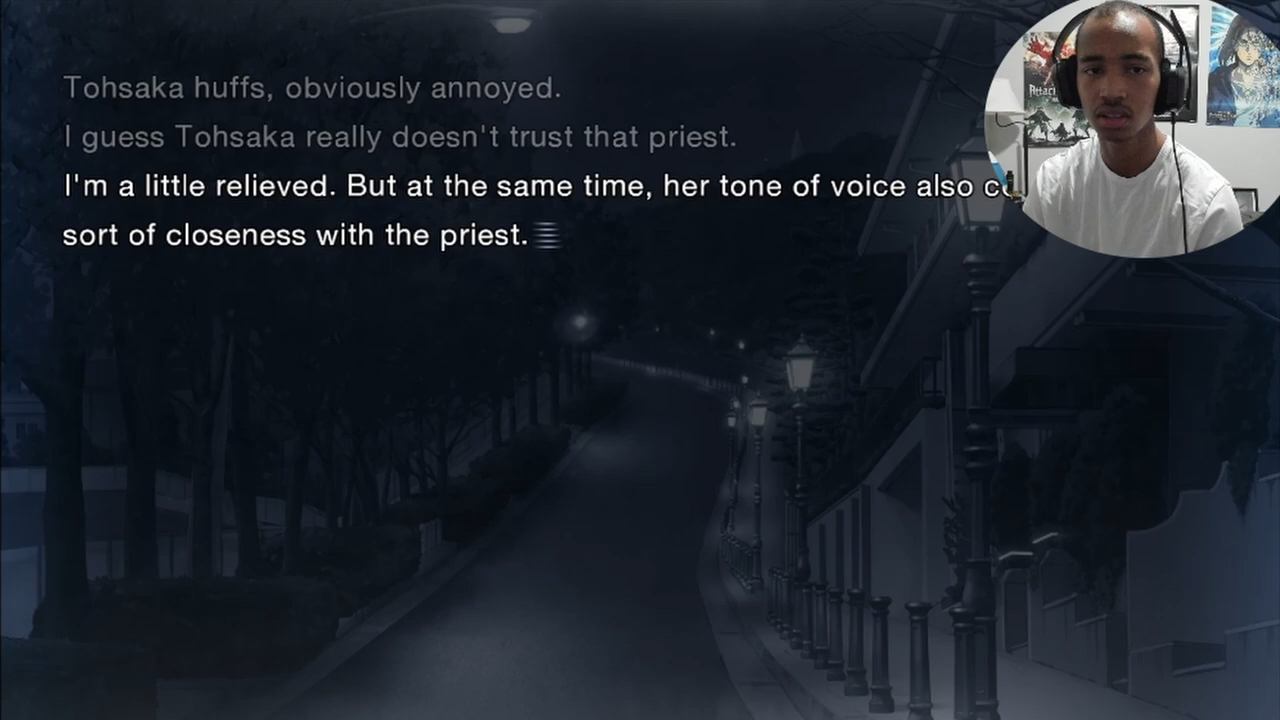 Tohsaka huffs, obviously annoyed.
I guess Tohsaka really doesn't trust that priest.
I'm a little relieved. But at the same time, her tone of voice also
sort of closeness with the priest.
Attac